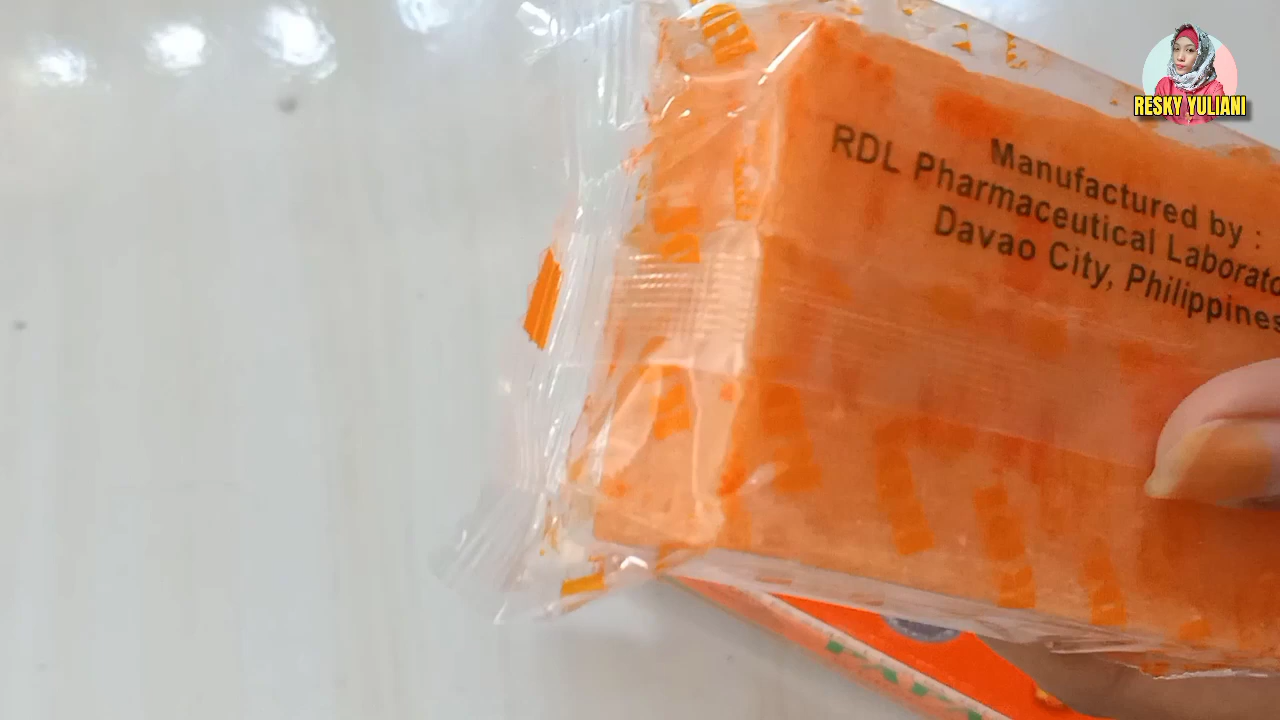 RESKY YULIANI
Manufactured by :
RDL Pharmaceutical Laborato
Davao City, Philippines